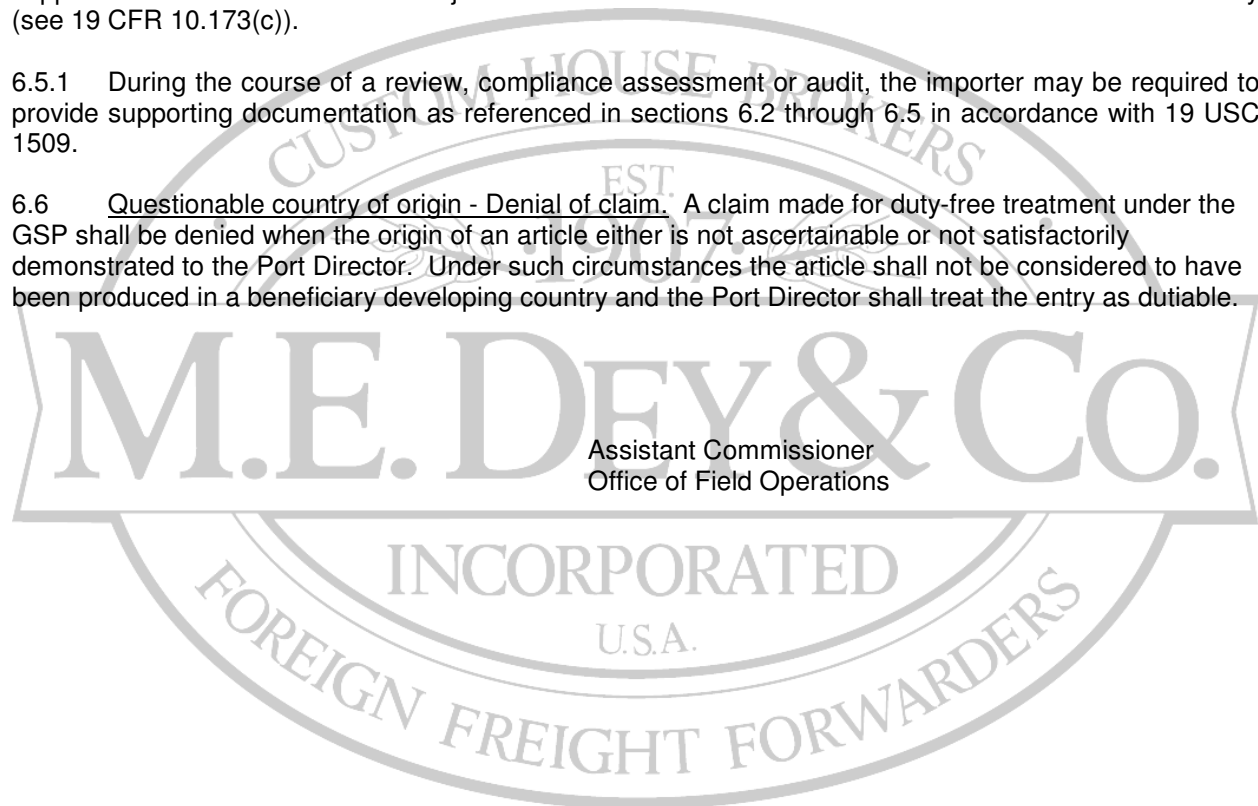 (see 19 CFR 10.173(c)).
6.5.1 During the course of a review, compliance assessment or audit, the importer may be required to
provide supporting documentation as referenced in sections 6.2 through 6.5 in accordance with 19 USC
1509.
6.6 Questionable country of origin - Denial of claim. A claim made for duty-free treatment under the
GSP shall be denied when the origin of an article either is not ascertainable or not satisfactorily
demonstrated to the Port Director. Under such circumstances the article shall not be considered to have
been produced in a beneficiary developing country and the Port Director shall treat the entry as dutiable.
Assistant Commissioner
Office of Field Operations
CUSTOM HOUSE BROKERS
EST.
·1907·
M.E. DEY & CO.
INCORPORATED
U.S.A.
FOREIGN FREIGHT FORWARDERS